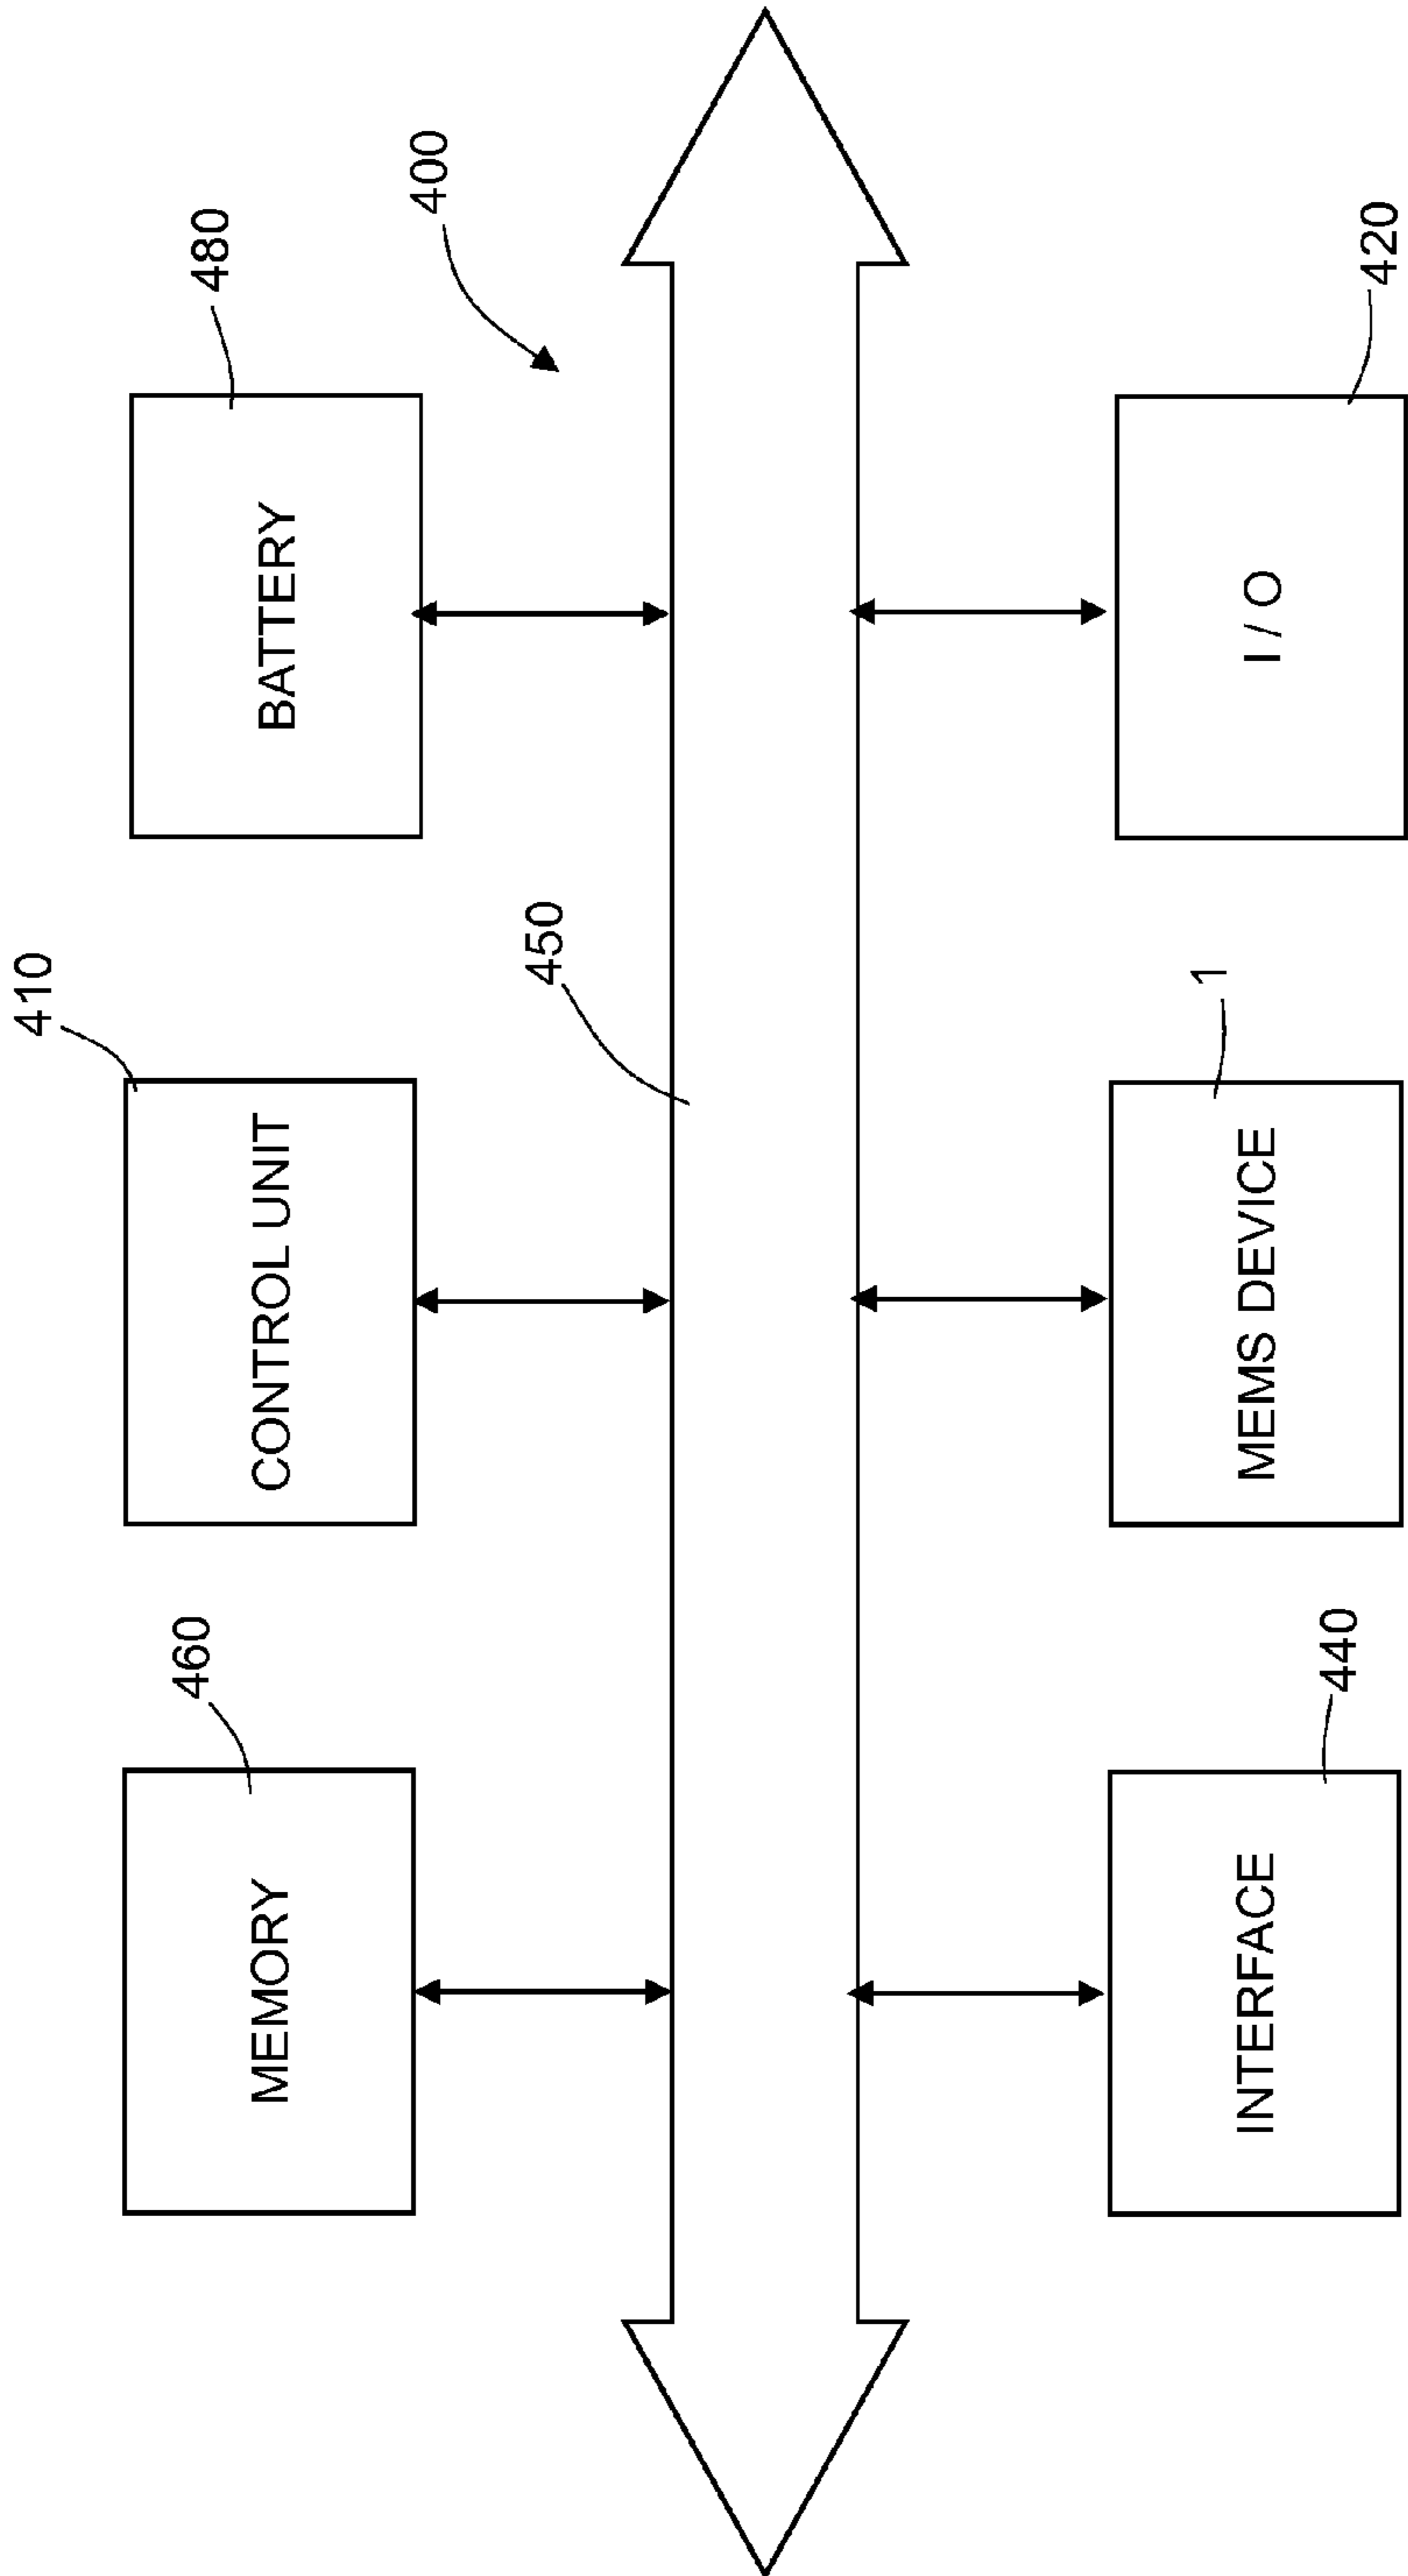 460
MEMORY
410
CONTROL UNIT
480
BATTERY
400
450
440
INTERFACE
1
MEMS DEVICE
420
I / O